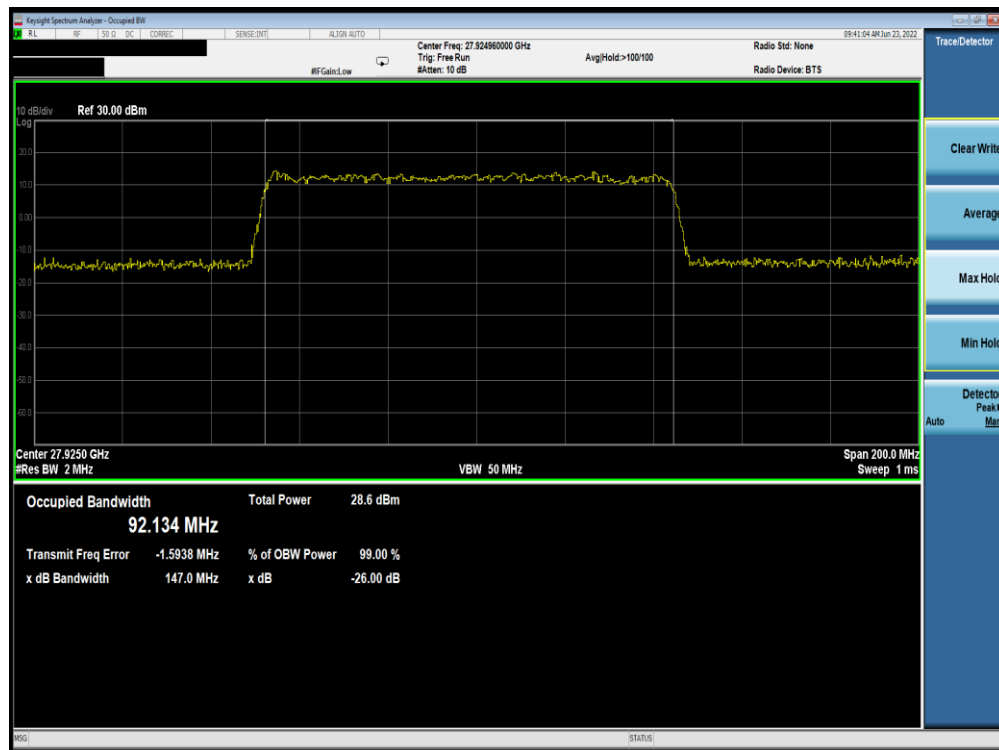 Keysight Spectrum Analyzer - Occupied BW
RL RF 50 Ω DC CORREC SENSE:INT ALIGN AUTO 09:41:04 AM Jun 23, 2022
Center Freq: 27.924960000 GHz Radio Std: None
Trig: Free Run Avg|Hold:>100/100
#IFGain:Low #Atten: 10 dB Radio Device: BTS
10 dB/div Ref 30.00 dBm
Log
20.0
10.0
0.00
-10.0
-20.0
-30.0
-40.0
-50.0
-60.0
Center 27.9250 GHz Span 200.0 MHz
#Res BW 2 MHz VBW 50 MHz Sweep 1 ms
Occupied Bandwidth Total Power 28.6 dBm
92.134 MHz
Transmit Freq Error -1.5938 MHz % of OBW Power 99.00 %
x dB Bandwidth 147.0 MHz x dB -26.00 dB
MSG STATUS
Trace/Detector
Clear Write
Average
Max Hold
Min Hold
Detector
Peak
Auto Man